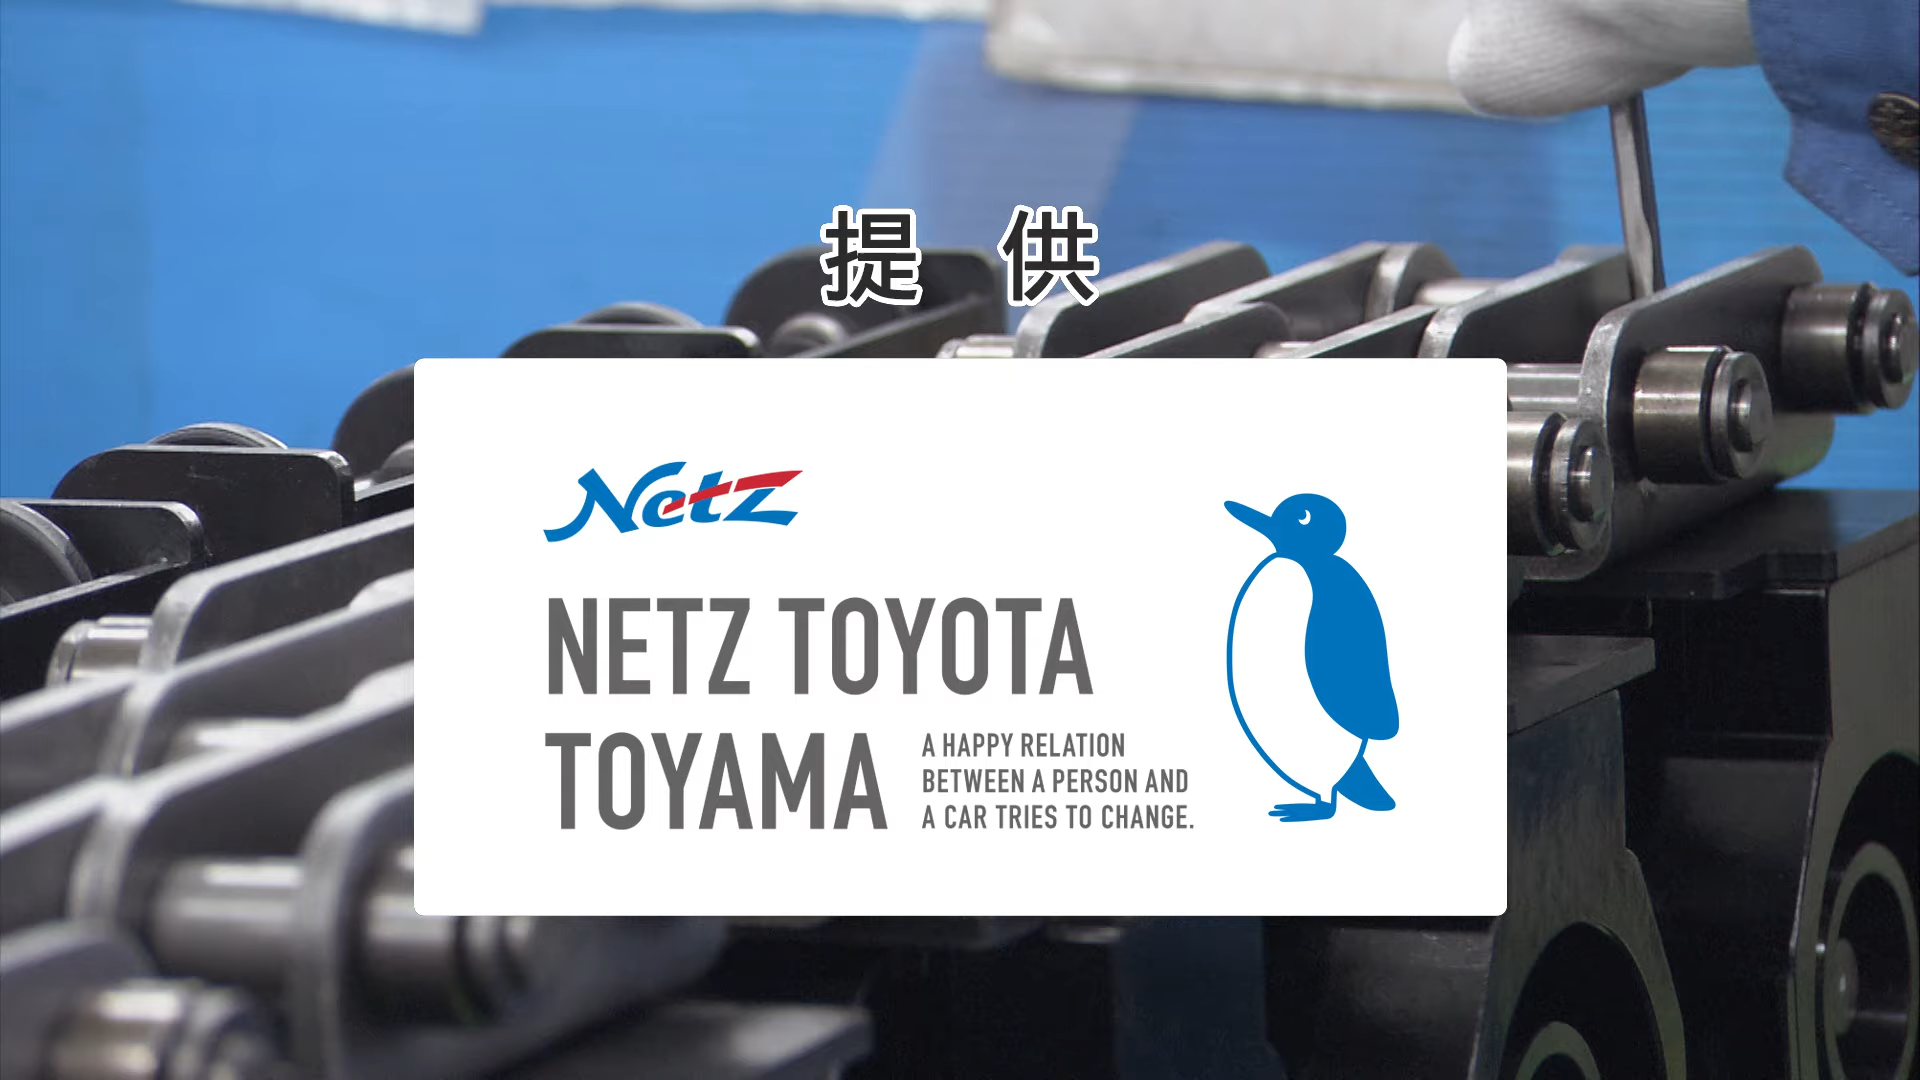 提 供
Netz
NETZ TOYOTA
TOYAMA
A HAPPY RELATION
BETWEEN A PERSON AND
A CAR TRIES TO CHANGE.